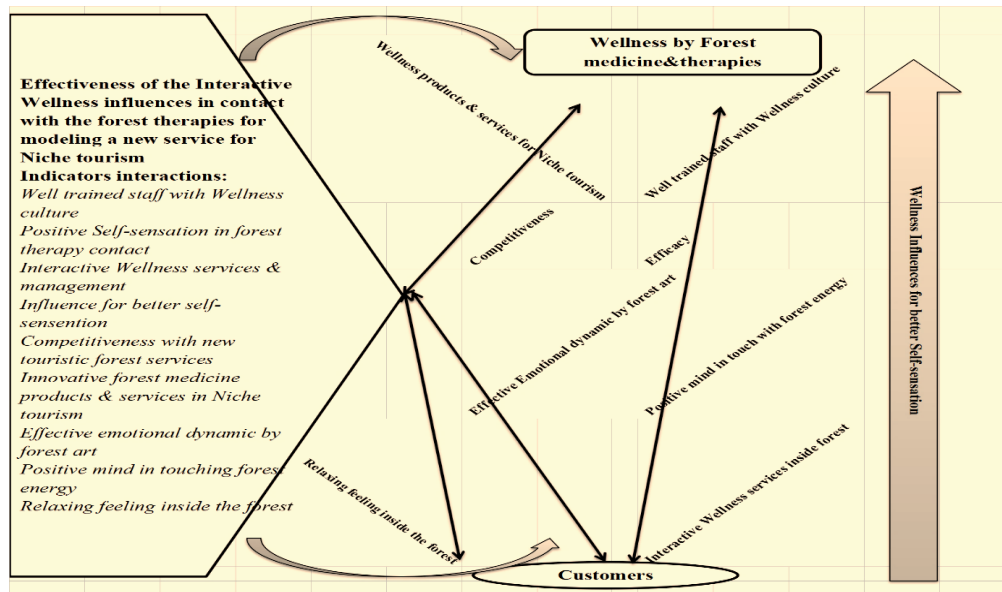 Effectiveness of the Interactive
Wellness influences in contact
with the forest therapies for
modeling a new service for
Niche tourism
Indicators interactions:
Well trained staff with Wellness
culture
Positive Self-sensation in forest
therapy contact
Interactive Wellness services &
management
Influence for better self-
sensention
Competitiveness with new
touristic forest services
Innovative forest medicine
products & services in Niche
tourism
Effective emotional dynamic by
forest art
Positive mind in touching forest
energy
Relaxing feeling inside the forest
Wellness by Forest
medicine&therapies
Wellness products & services for Niche tourism
Well trained staff with Wellness culture
Competitiveness
Efficacy
Effective Emotional dynamic by forest art
Positive mind in touch with forest energy
Relaxing feeling inside the forest
Interactive Wellness services inside forest
Customers
Wellness Influences for better Self-sensation